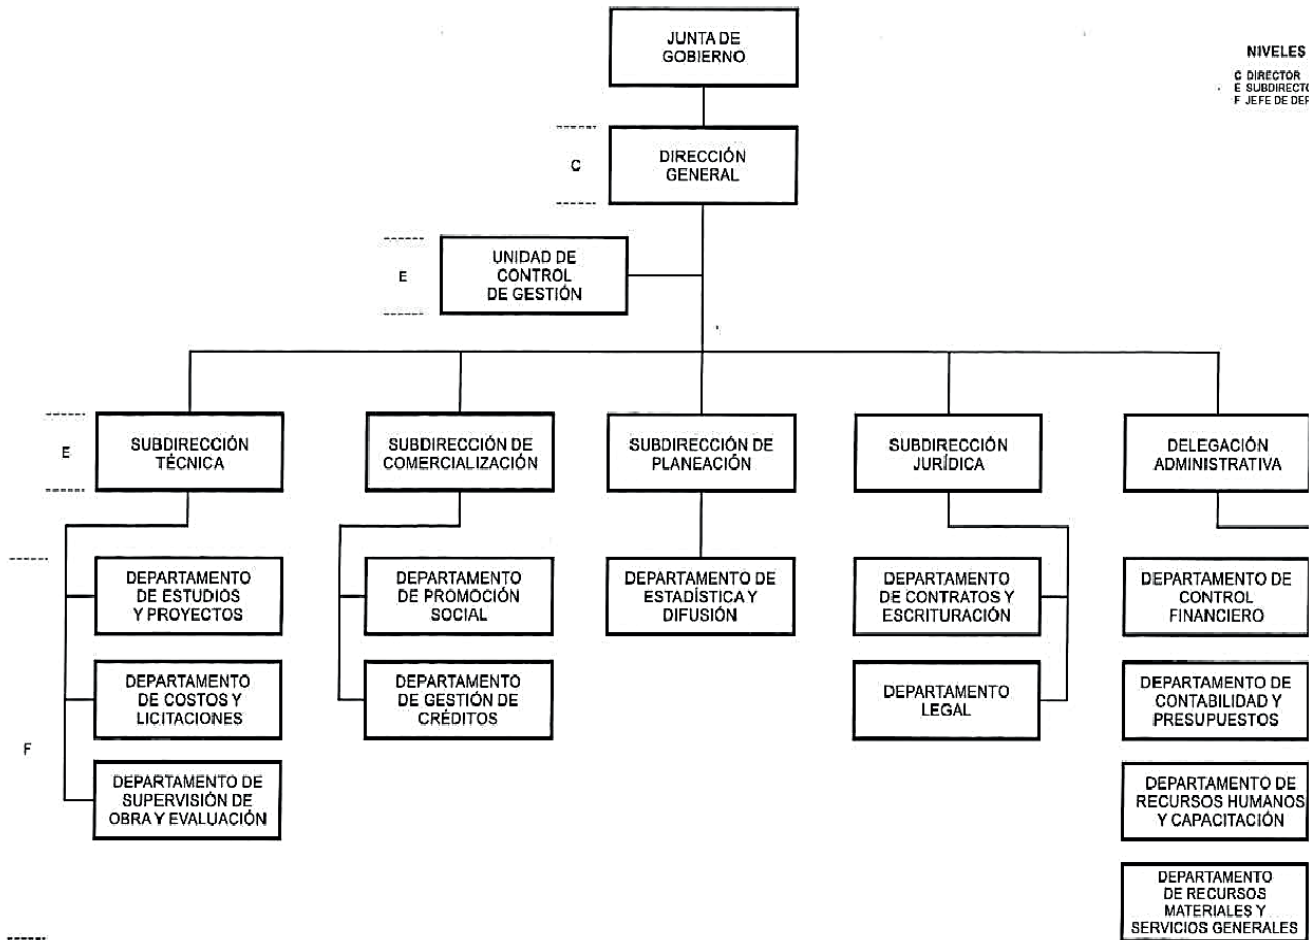 JUNTA DE
GOBIERNO
NIVELES
C DIRECTOR
E SUBDIRECTO
F JEFE DE DEP
C
DIRECCIÓN
GENERAL
E
UNIDAD DE
CONTROL
DE GESTIÓN
E
SUBDIRECCIÓN
TÉCNICA
SUBDIRECCIÓN DE
COMERCIALIZACIÓN
SUBDIRECCIÓN DE
PLANEACIÓN
SUBDIRECCIÓN
JURÍDICA
DELEGACIÓN
ADMINISTRATIVA
F
DEPARTAMENTO
DE ESTUDIOS
Y PROYECTOS
DEPARTAMENTO
DE PROMOCIÓN
SOCIAL
DEPARTAMENTO DE
ESTADÍSTICA Y
DIFUSIÓN
DEPARTAMENTO
DE CONTRATOS Y
ESCRITURACIÓN
DEPARTAMENTO DE
CONTROL
FINANCIERO
DEPARTAMENTO
DE COSTOS Y
LICITACIONES
DEPARTAMENTO
DE GESTIÓN DE
CRÉDITOS
DEPARTAMENTO
LEGAL
DEPARTAMENTO DE
CONTABILIDAD Y
PRESUPUESTOS
DEPARTAMENTO DE
SUPERVISIÓN DE
OBRA Y EVALUACIÓN
DEPARTAMENTO DE
RECURSOS HUMANOS
Y CAPACITACIÓN
DEPARTAMENTO
DE RECURSOS
MATERIALES Y
SERVICIOS GENERALES